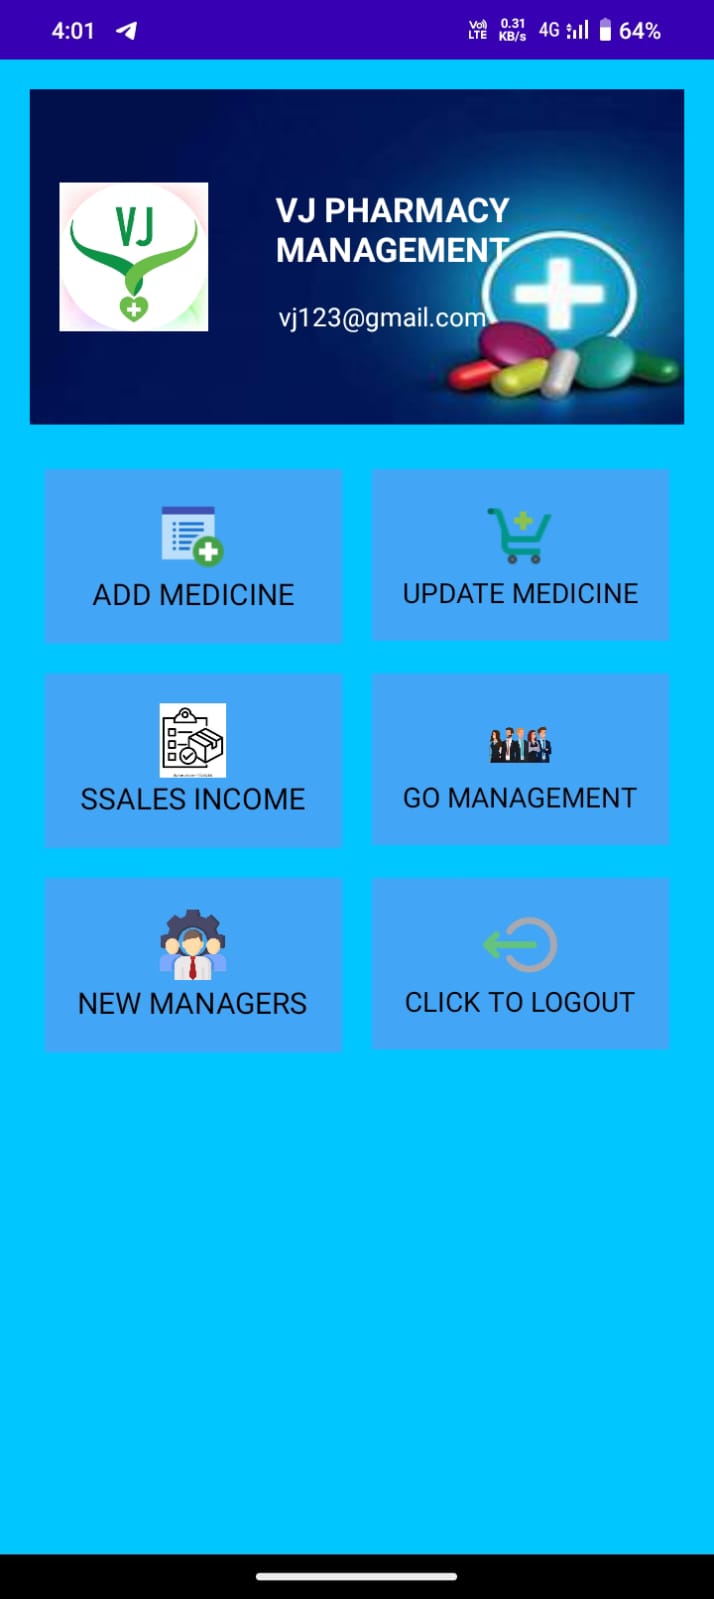 4:01
Vo) 0.31 4G 64%
LTE KB/s
VJ
VJ PHARMACY
MANAGEMENT
vj123@gmail.com
ADD MEDICINE
UPDATE MEDICINE
SSALES INCOME
GO MANAGEMENT
NEW MANAGERS
CLICK TO LOGOUT